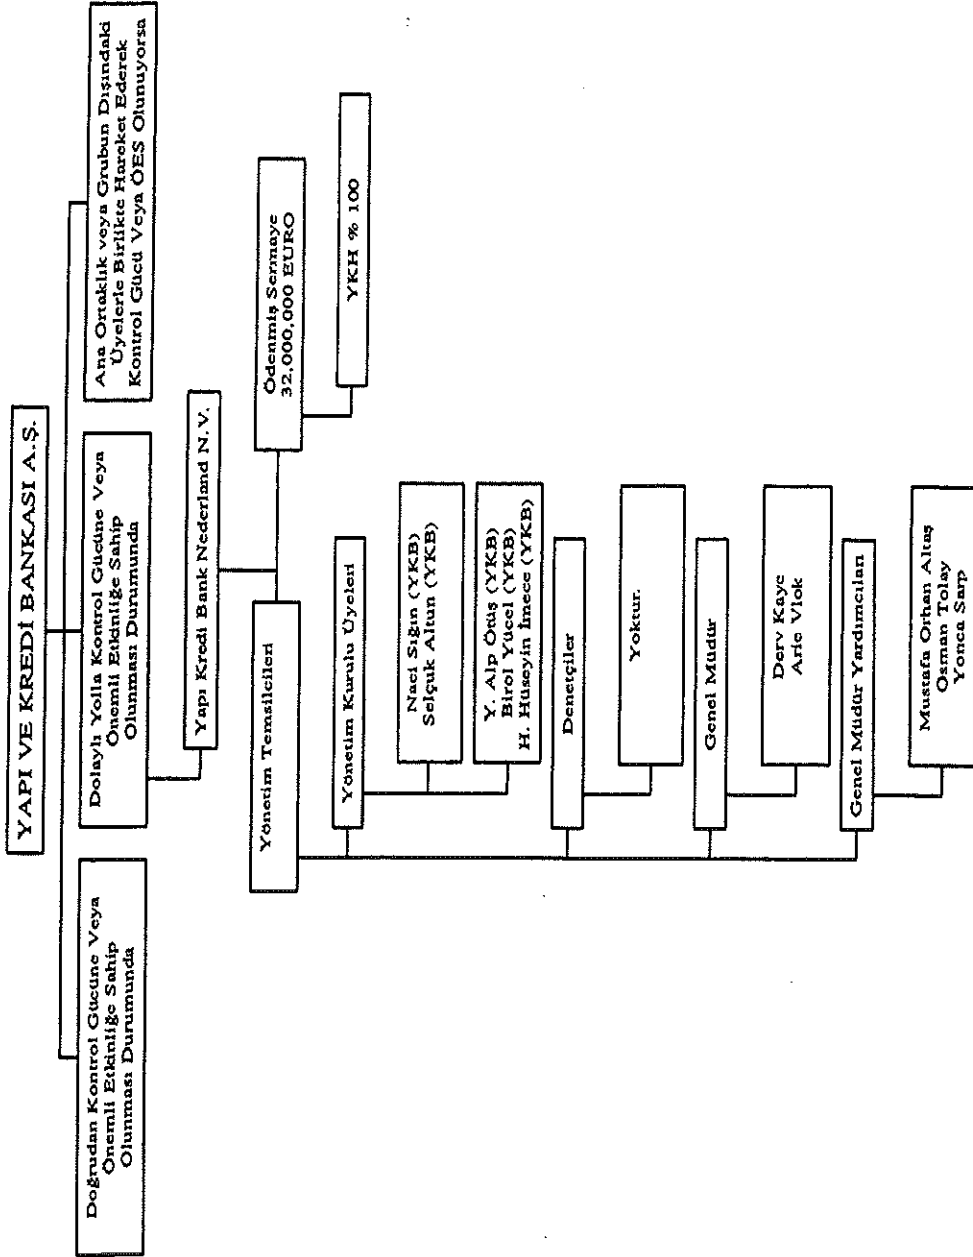 YAPI VE KREDİ BANKASI A.Ş.
Doğrudan Kontrol Gücüne Veya
Önemli Etkinliğe Sahip
Olunması Durumunda
Dolaylı Yolla Kontrol Gücüne Veya
Önemli Etkinliğe Sahip
Olunması Durumunda
Ana Ortaklık veya Grubun Dışındaki
Üyelerle Birlikte Hareket Ederek
Kontrol Gücü Veya ÖES Olunuyorsa
Yapı Kredi Bank Nederland N.V.
Yönetim Temsilcileri
Ödenmiş Sermaye
32,000,000 EURO
YKH % 100
Yönetim Kurulu Üyeleri
Naci Sığın (YKB)
Selçuk Altun (YKB)
Y. Alp Ötüş (YKB)
Birol Yücel (YKB)
H. Hüseyin İmece (YKB)
Denetçiler
Yoktur.
Genel Müdür
Derv Kaye
Arie Vlok
Genel Müdür Yardımcıları
Mustafa Orhan Altaş
Osman Tolay
Yonca Sarp